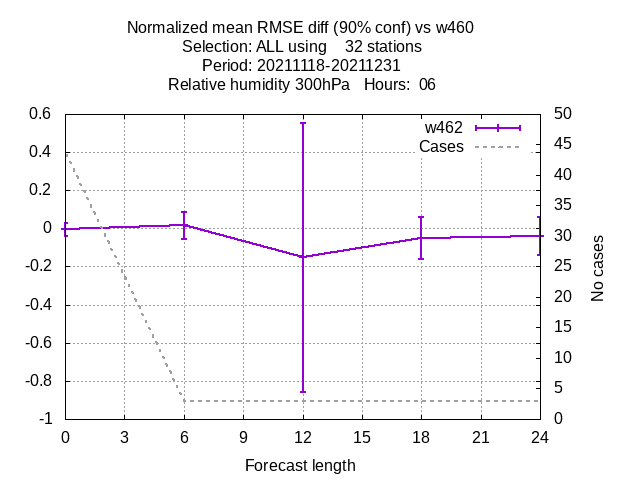 Normalized mean RMSE diff (90% conf) vs w460
Selection: ALL using    32 stations
Period: 20211118-20211231
Relative humidity 300hPa   Hours:  06
0.6
0.4
0.2
0
-0.2
-0.4
-0.6
-0.8
-1
50
45
40
35
30
25
20
15
10
5
0
w462
Cases
No cases
0 3 6 9 12 15 18 21 24
Forecast length